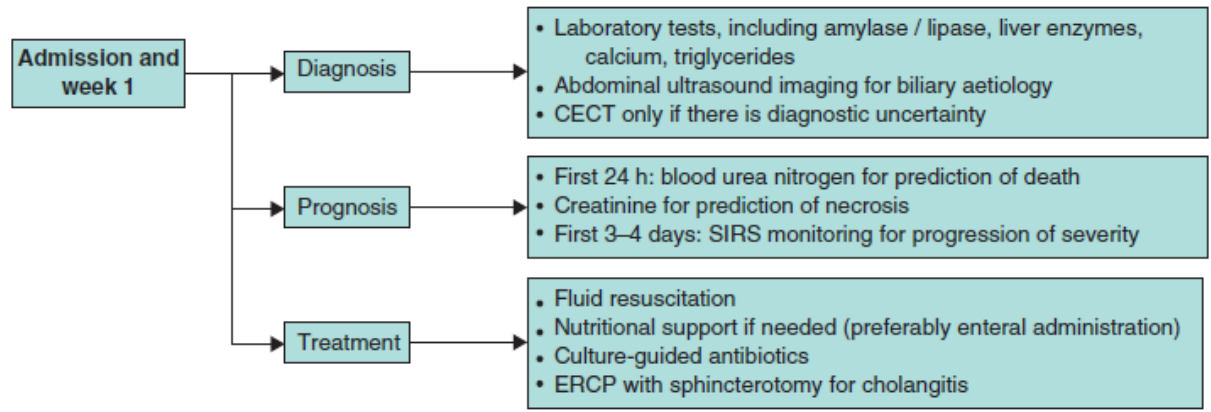 Admission and
week 1
Diagnosis
• Laboratory tests, including amylase / lipase, liver enzymes,
calcium, triglycerides
• Abdominal ultrasound imaging for biliary aetiology
• CECT only if there is diagnostic uncertainty
Prognosis
• First 24 h: blood urea nitrogen for prediction of death
• Creatinine for prediction of necrosis
• First 3–4 days: SIRS monitoring for progression of severity
Treatment
• Fluid resuscitation
• Nutritional support if needed (preferably enteral administration)
• Culture-guided antibiotics
• ERCP with sphincterotomy for cholangitis